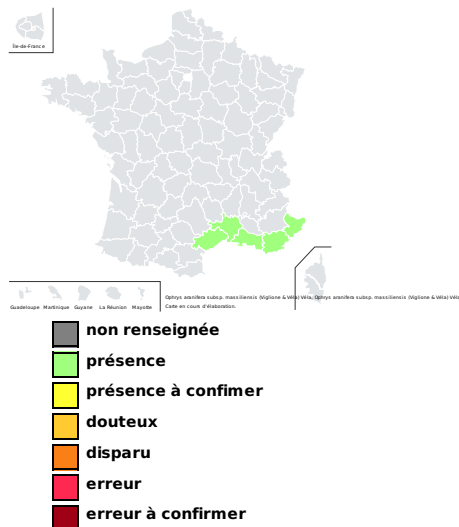 Île-de-France
Guadeloupe Martinique Guyane La Réunion Mayotte
Ophrys aranifera subsp. massiliensis (Viglione & Véla) Véla, Ophrys aranifera subsp. massiliensis (Viglione & Véla) Véla
Carte en cours d'élaboration.
non renseignée
présence
présence à confimer
douteux
disparu
erreur
erreur à confirmer